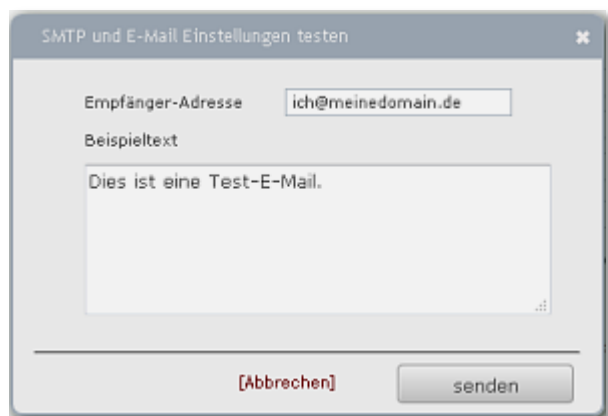 SMTP und E-Mail Einstellungen testen
Empfänger-Adresse ich@meinedomain.de
Beispieltext
Dies ist eine Test-E-Mail.
[Abbrechen] senden